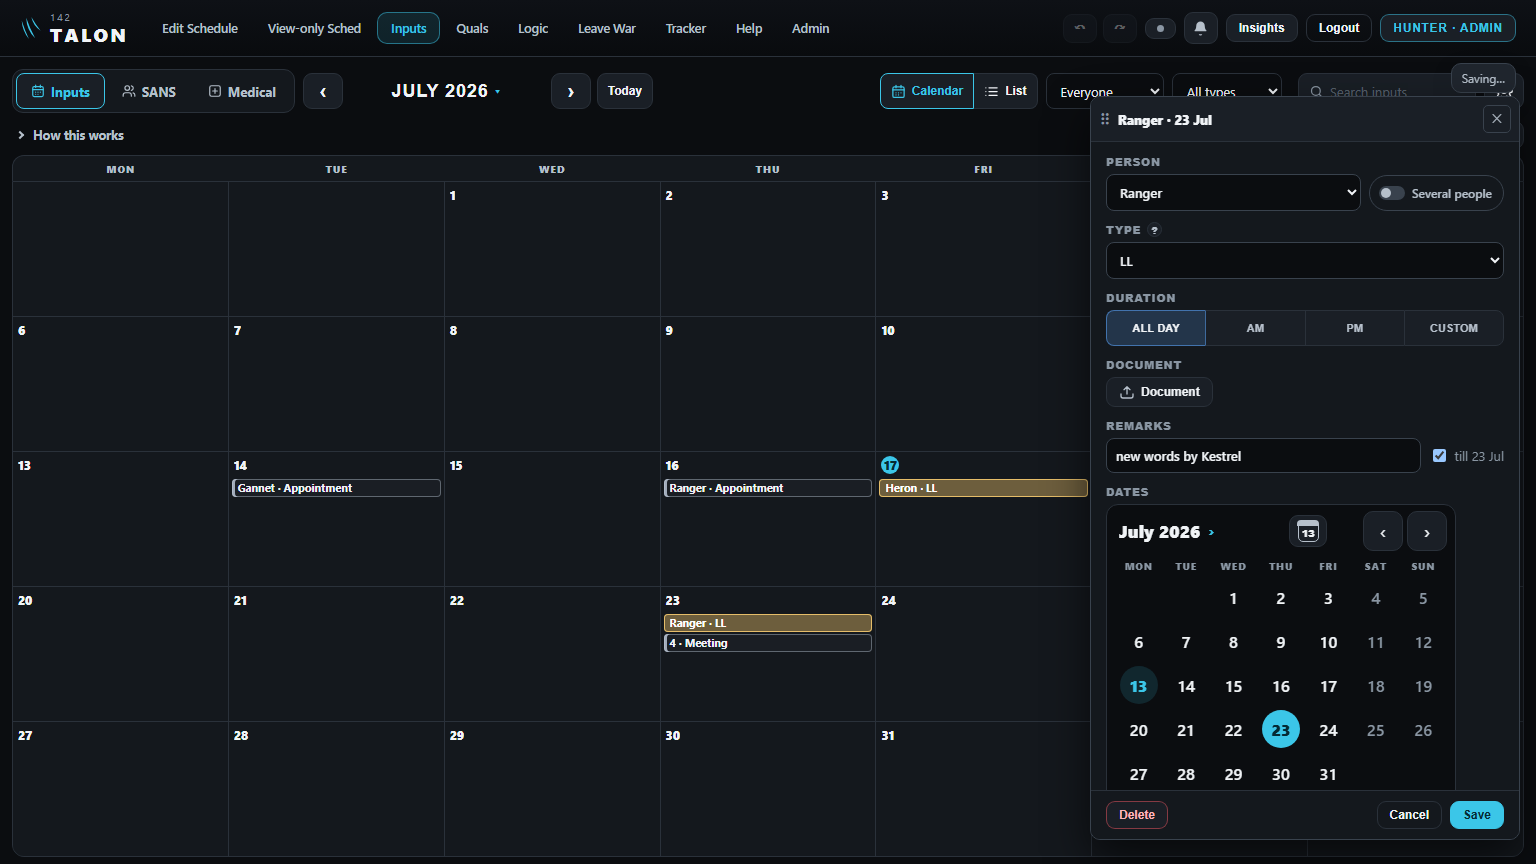 142
TALON
Edit Schedule
View-only Sched
Inputs
Quals
Logic
Leave War
Tracker
Help
Admin
Insights
Logout
HUNTER · ADMIN
Inputs
SANS
Medical
‹
JULY 2026
›
Today
Calendar
List
Everyone
All types
Search inputs
Saving...
How this works
MON
TUE
WED
THU
FRI
1
2
3
6
7
8
9
10
13
14
Gannet · Appointment
15
16
Ranger · Appointment
17
Heron · LL
20
21
22
23
Ranger · LL
4 · Meeting
24
27
28
29
30
31
Ranger · 23 Jul
PERSON
Ranger
Several people
TYPE ?
LL
DURATION
ALL DAY
AM
PM
CUSTOM
DOCUMENT
Document
REMARKS
new words by Kestrel
till 23 Jul
DATES
July 2026 ›
13
‹
›
MON TUE WED THU FRI SAT SUN
1 2 3 4 5
6 7 8 9 10 11 12
13 14 15 16 17 18 19
20 21 22 23 24 25 26
27 28 29 30 31
Delete
Cancel
Save